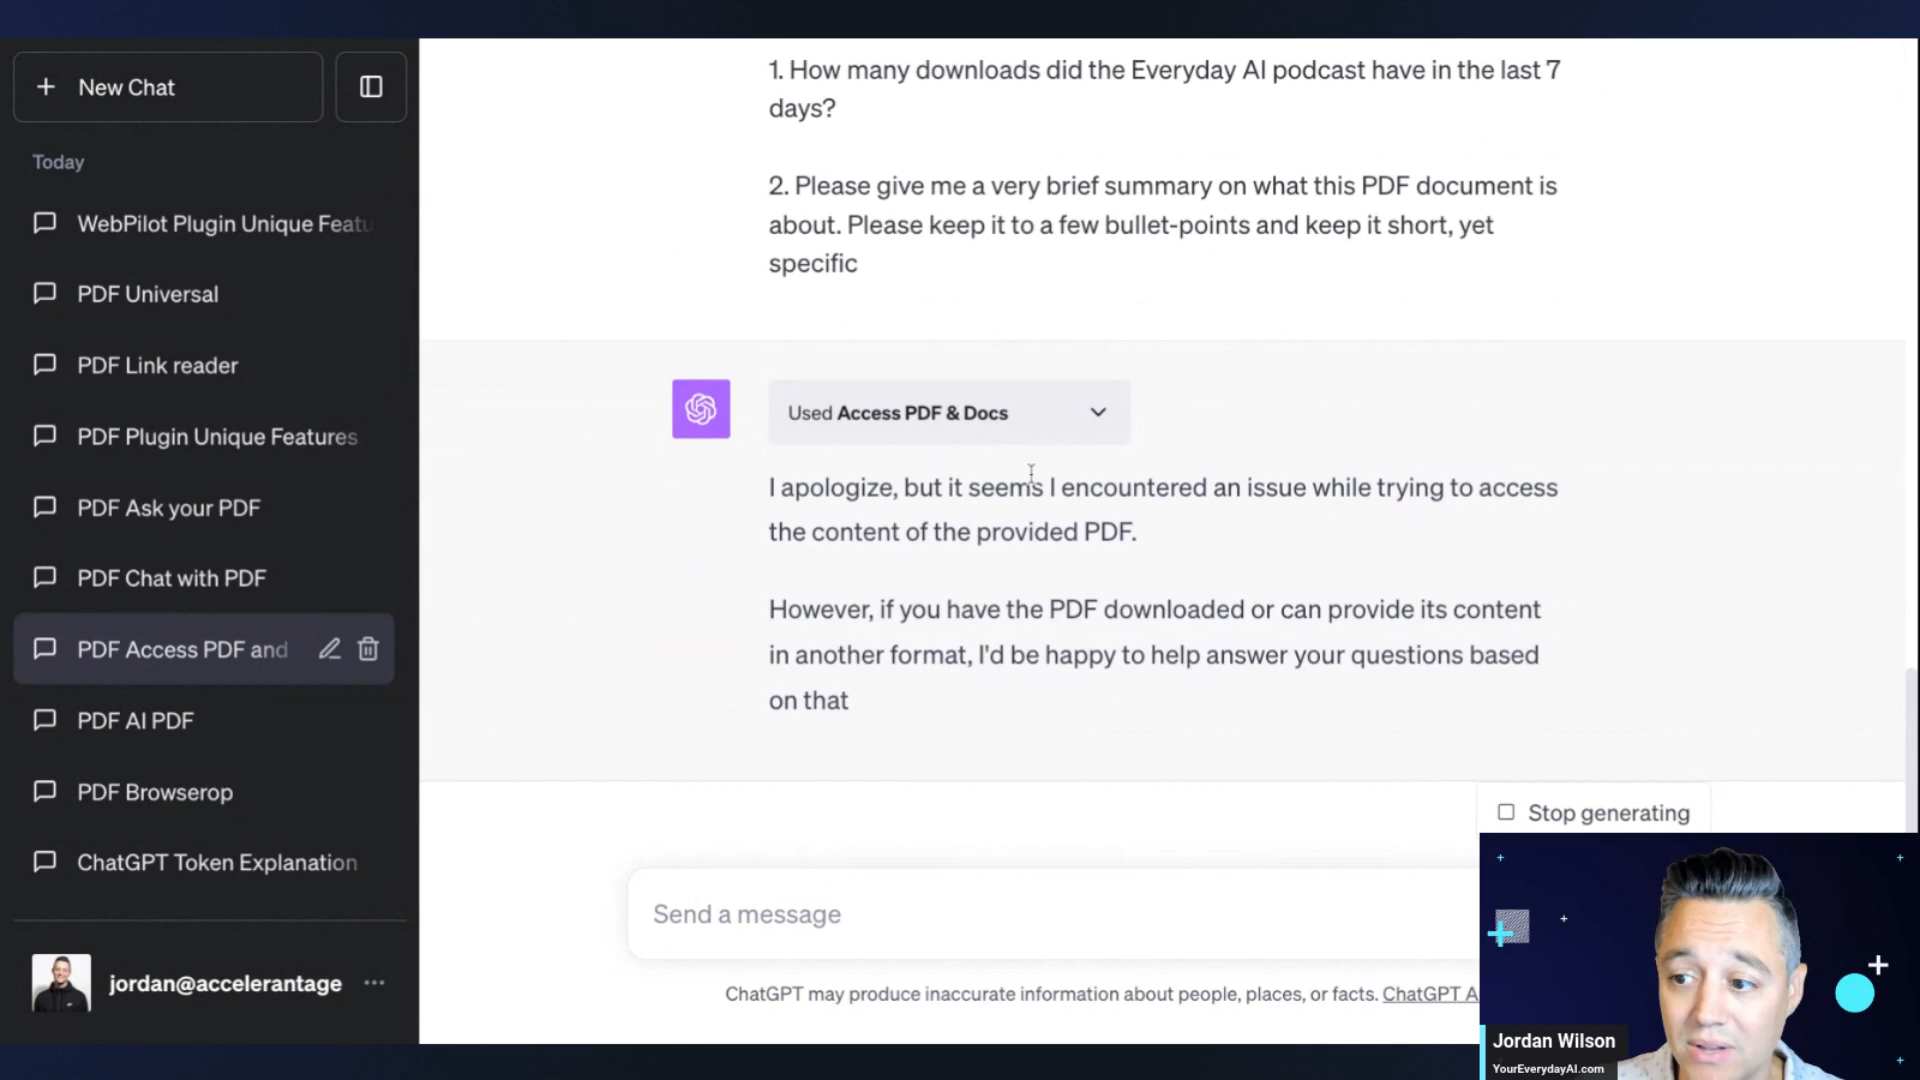 New Chat
Today
WebPilot Plugin Unique Featu
PDF Universal
PDF Link reader
PDF Plugin Unique Features
PDF Ask your PDF
PDF Chat with PDF
PDF Access PDF and
PDF AI PDF
PDF Browserop
ChatGPT Token Explanation
jordan@accelerantage
1. How many downloads did the Everyday AI podcast have in the last 7
days?
2. Please give me a very brief summary on what this PDF document is
about. Please keep it to a few bullet-points and keep it short, yet
specific
Used Access PDF & Docs
I apologize, but it seems I encountered an issue while trying to access
the content of the provided PDF.
However, if you have the PDF downloaded or can provide its content
in another format, I'd be happy to help answer your questions based
on that
Stop generating
Send a message
ChatGPT may produce inaccurate information about people, places, or facts. ChatGPT A
Jordan Wilson
YourEverydayAI.com